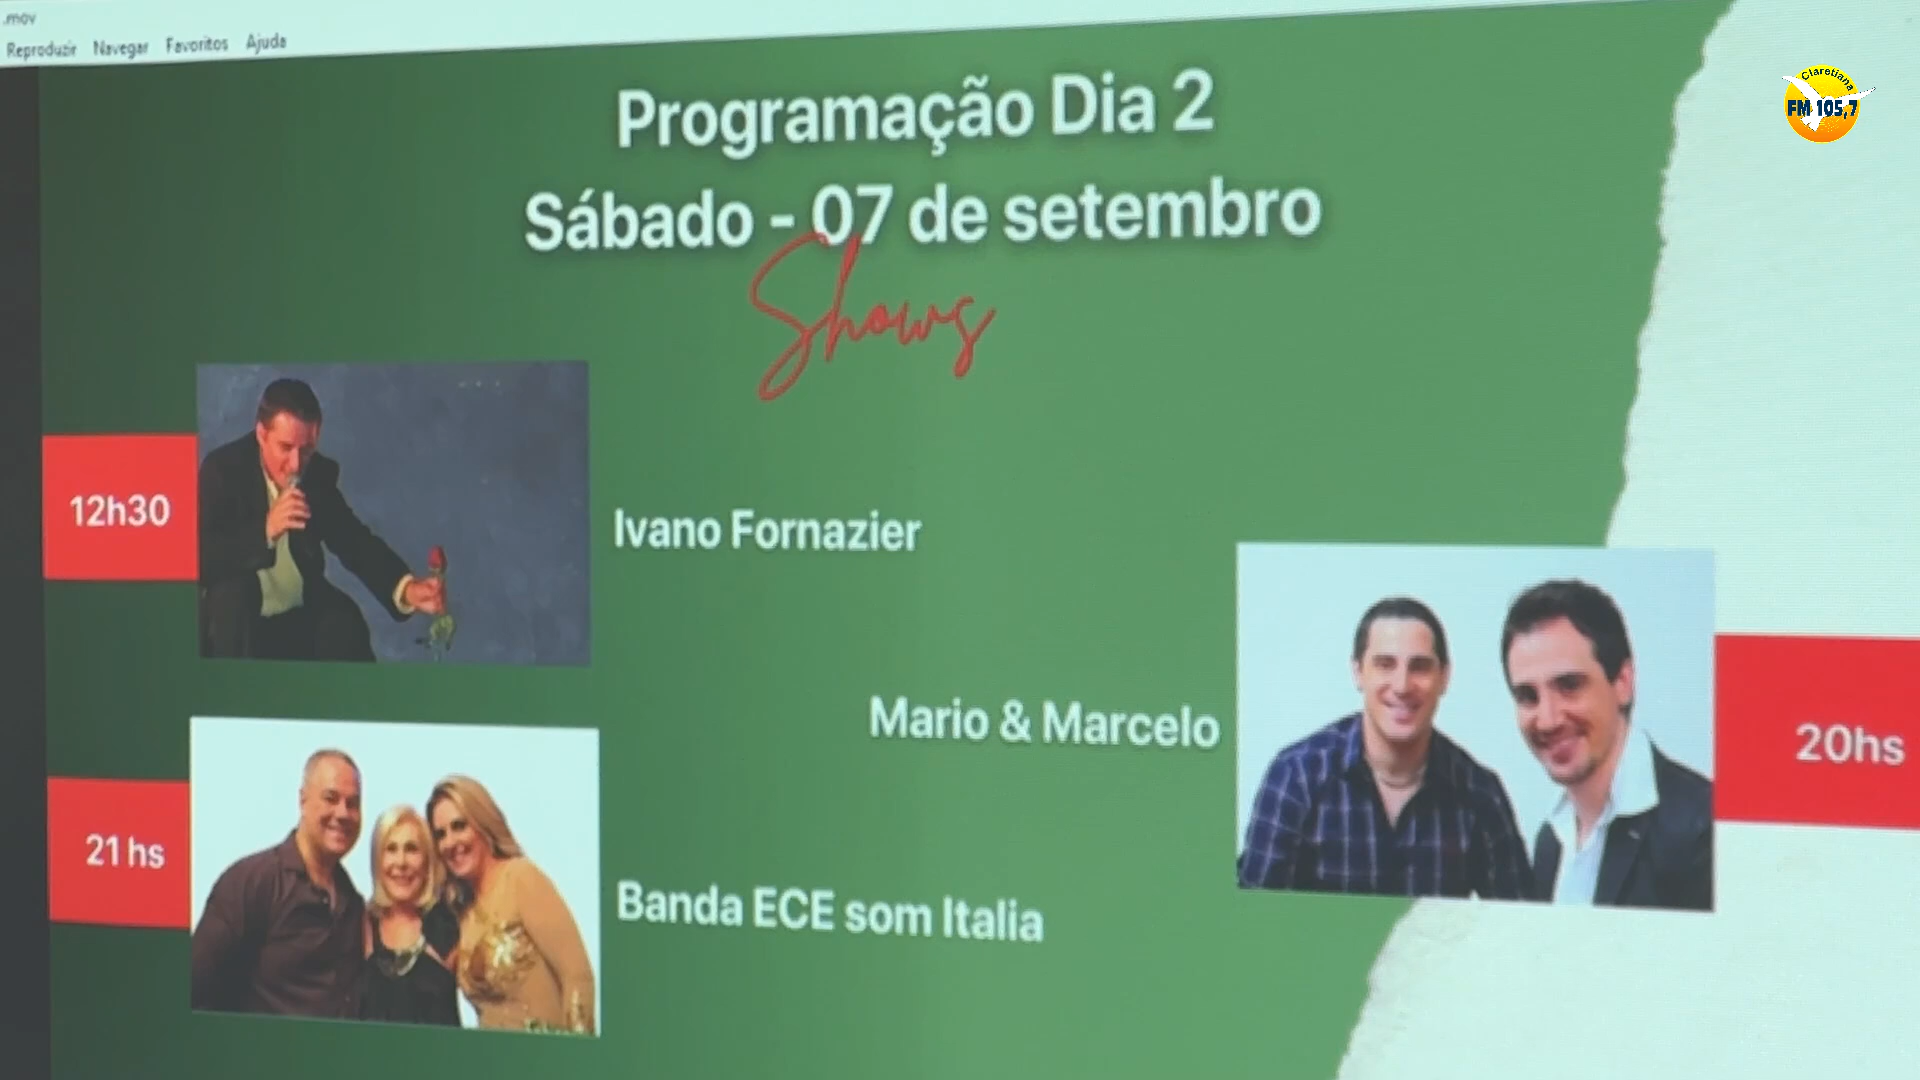 .mov
Reproduzir Navegar Favoritos Ajuda
Claretiana
FM 105,7
Programação Dia 2
Sábado - 07 de setembro
Shows
12h30
Ivano Fornazier
Mario & Marcelo
20hs
21 hs
Banda ECE som Italia